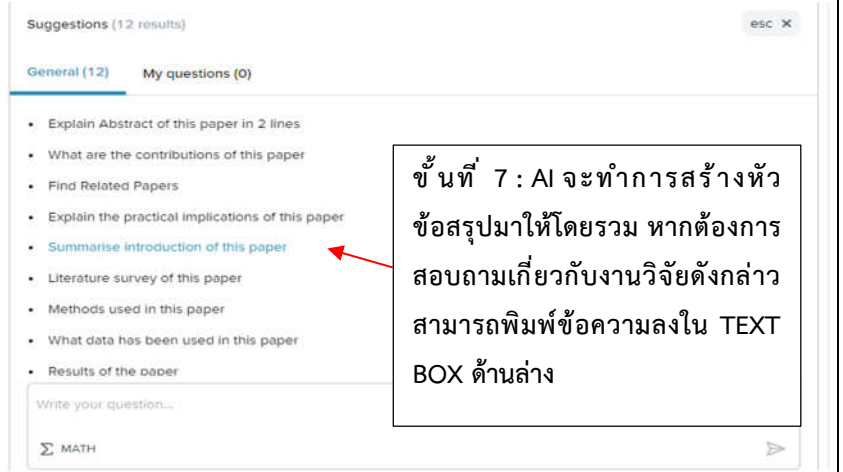 Suggestions (12 results)
esc ×
General (12) My questions (0)
• Explain Abstract of this paper in 2 lines
• What are the contributions of this paper
• Find Related Papers
• Explain the practical implications of this paper
• Summarise introduction of this paper
• Literature survey of this paper
• Methods used in this paper
• What data has been used in this paper
• Results of the paper
Write your question...
∑ MATH
ขั้นที่ 7 : AI จะทำการสร้างหัว
ข้อสรุปมาให้โดยรวม หากต้องการ
สอบถามเกี่ยวกับงานวิจัยดังกล่าว
สามารถพิมพ์ข้อความลงใน TEXT
BOX ด้านล่าง